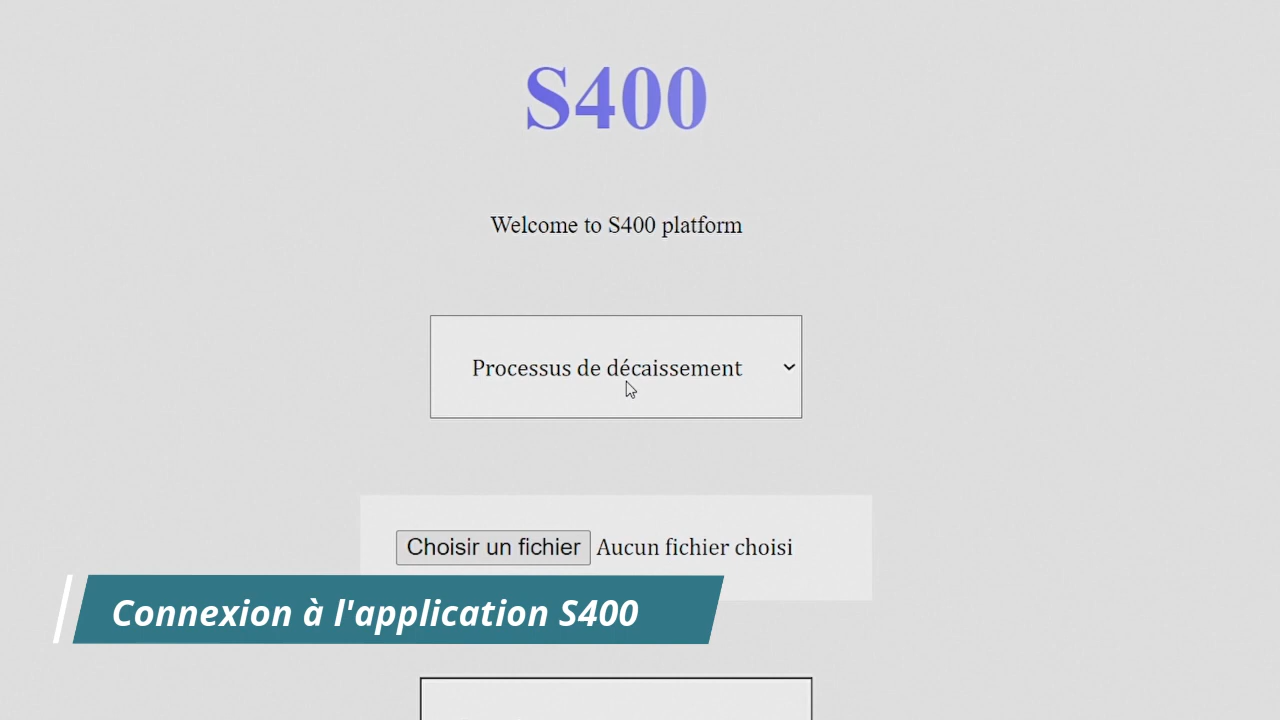 S400
Welcome to S400 platform
Processus de décaissement
Choisir un fichier Aucun fichier choisi
Connexion à l'application S400